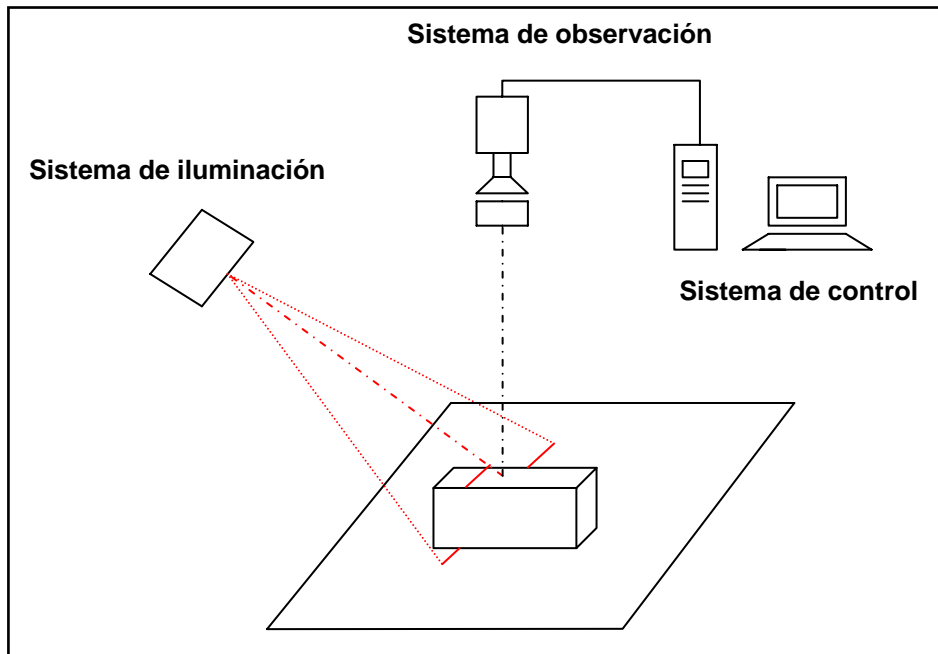 Sistema de observación
Sistema de iluminación
Sistema de control